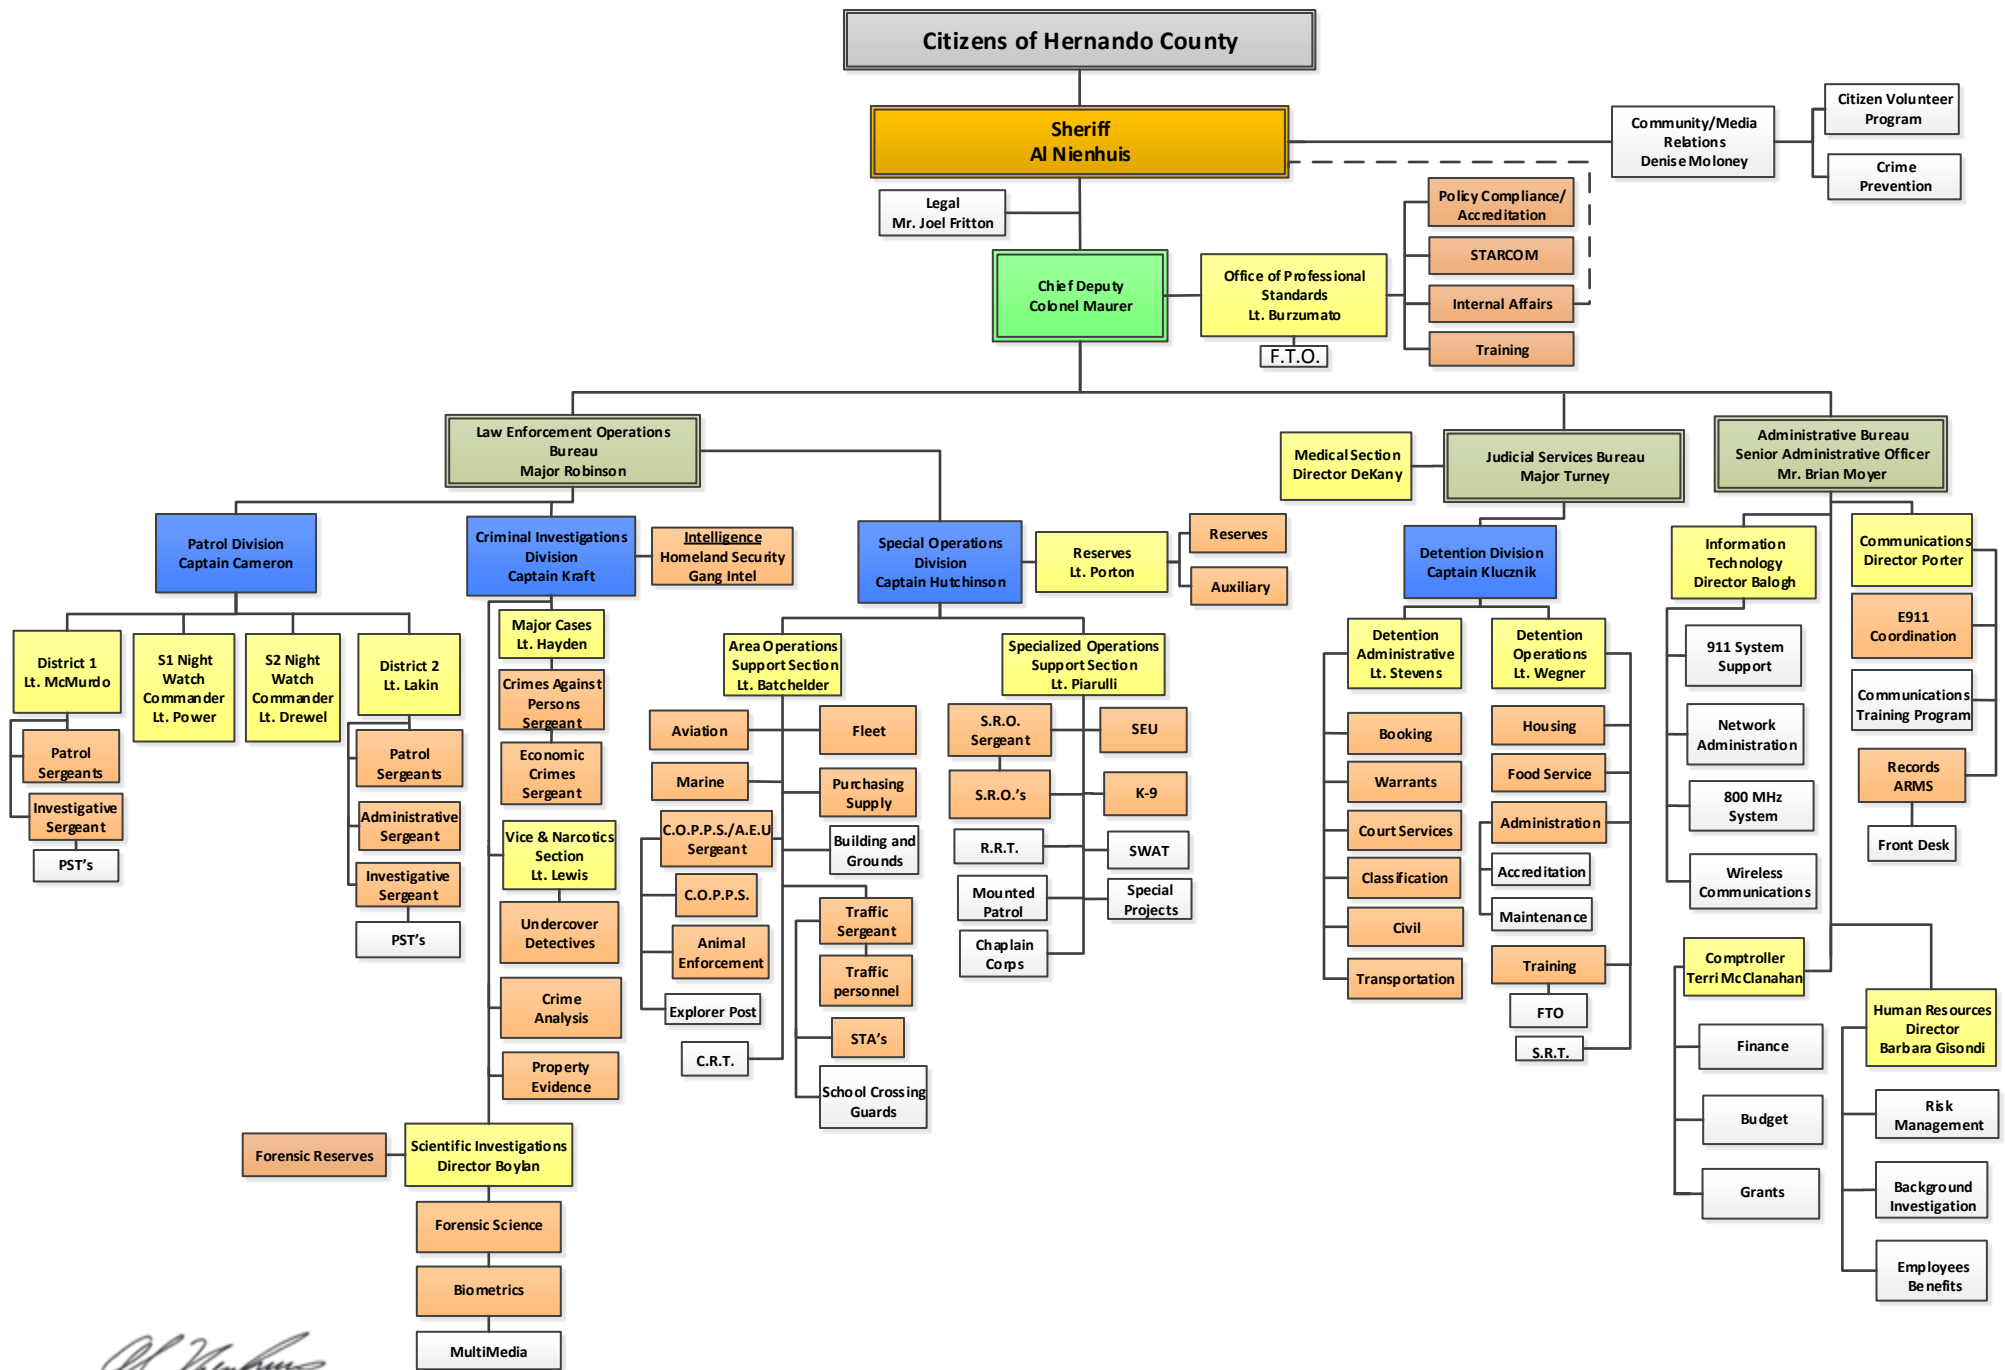 Citizens of Hernando County
Sheriff
Al Nienhuis
Community/Media
Relations
Denise Moloney
Citizen Volunteer
Program
Crime
Prevention
Legal
Mr. Joel Fritton
Chief Deputy
Colonel Maurer
Office of Professional
Standards
Lt. Burzumato
F.T.O.
Policy Compliance/
Accreditation
STARCOM
Internal Affairs
Training
Law Enforcement Operations
Bureau
Major Robinson
Medical Section
Director DeKany
Judicial Services Bureau
Major Turney
Administrative Bureau
Senior Administrative Officer
Mr. Brian Moyer
Patrol Division
Captain Cameron
Criminal Investigations
Division
Captain Kraft
Intelligence
Homeland Security
Gang Intel
Special Operations
Division
Captain Hutchinson
Reserves
Lt. Porton
Reserves
Auxiliary
Detention Division
Captain Klucznik
Information
Technology
Director Balogh
Communications
Director Porter
District 1
Lt. McMurdo
S1 Night
Watch
Commander
Lt. Power
S2 Night
Watch
Commander
Lt. Drewel
District 2
Lt. Lakin
Patrol
Sergeants
Investigative
Sergeant
PST's
Patrol
Sergeants
Administrative
Sergeant
Investigative
Sergeant
PST's
Major Cases
Lt. Hayden
Crimes Against
Persons
Sergeant
Economic
Crimes
Sergeant
Vice & Narcotics
Section
Lt. Lewis
Undercover
Detectives
Crime
Analysis
Property
Evidence
Forensic Reserves
Scientific Investigations
Director Boylan
Forensic Science
Biometrics
MultiMedia
Area Operations
Support Section
Lt. Batchelder
Aviation
Fleet
Marine
Purchasing
Supply
C.O.P.P.S./A.E.U
Sergeant
Building and
Grounds
C.O.P.P.S.
Animal
Enforcement
Explorer Post
C.R.T.
Traffic
Sergeant
Traffic
personnel
STA's
School Crossing
Guards
Specialized Operations
Support Section
Lt. Piarulli
S.R.O.
Sergeant
SEU
S.R.O.'s
K-9
R.R.T.
SWAT
Mounted
Patrol
Special
Projects
Chaplain
Corps
Detention
Administrative
Lt. Stevens
Booking
Warrants
Court Services
Classification
Civil
Transportation
Detention
Operations
Lt. Wegner
Housing
Food Service
Administration
Accreditation
Maintenance
Training
FTO
S.R.T.
911 System
Support
Network
Administration
800 MHz
System
Wireless
Communications
E911
Coordination
Communications
Training Program
Records
ARMS
Front Desk
Comptroller
Terri McClanahan
Finance
Budget
Grants
Human Resources
Director
Barbara Gisondi
Risk
Management
Background
Investigation
Employees
Benefits